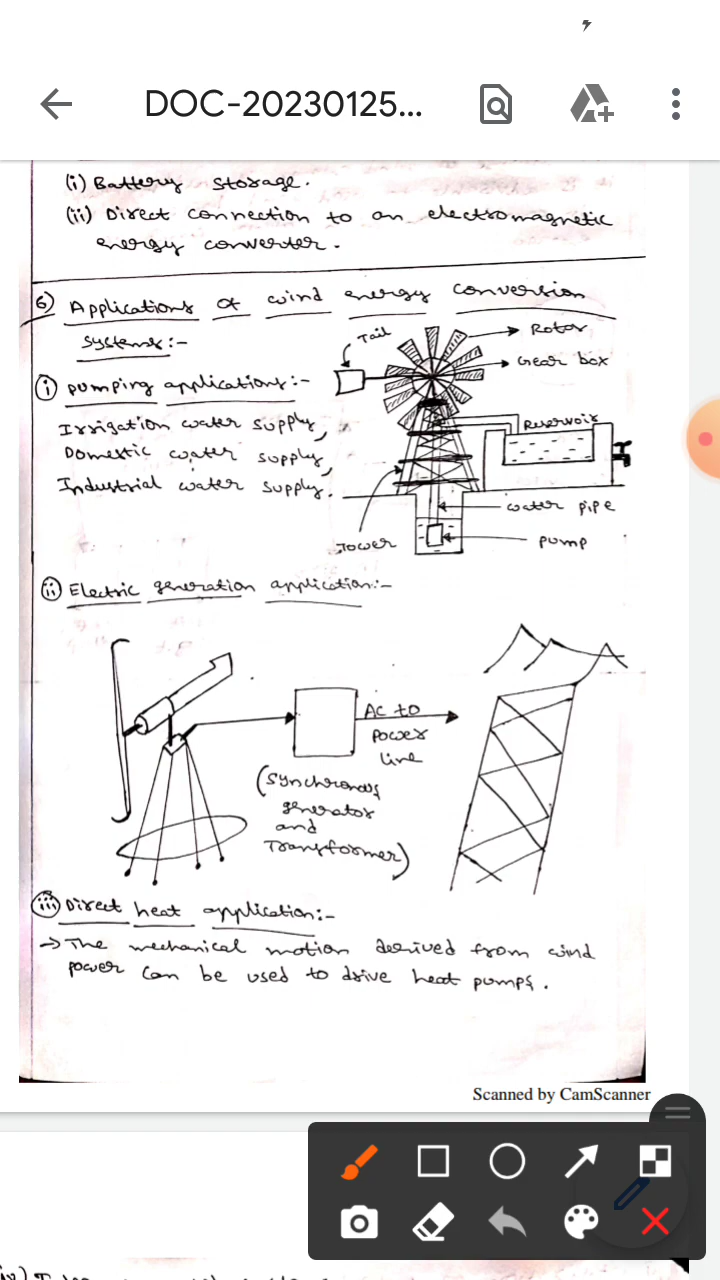 DOC-20230125...
(i) Battery storage.
(ii) Direct connection to an electromagnetic
energy converter.
6) Applications of wind energy conversion
systems:-
Tail
Rotor
Gear box
(i) pumping applications:-
Irrigation water supply,
Reservoir
Domestic water supply,
Industrial water supply.
water pipe
Tower
pump
(ii) Electric generation application:-
AC to
power
line
(synchronous
generator
and
Transformer)
(iii) Direct heat application:-
→ The mechanical motion derived from wind
power can be used to drive heat pumps.
Scanned by CamScanner